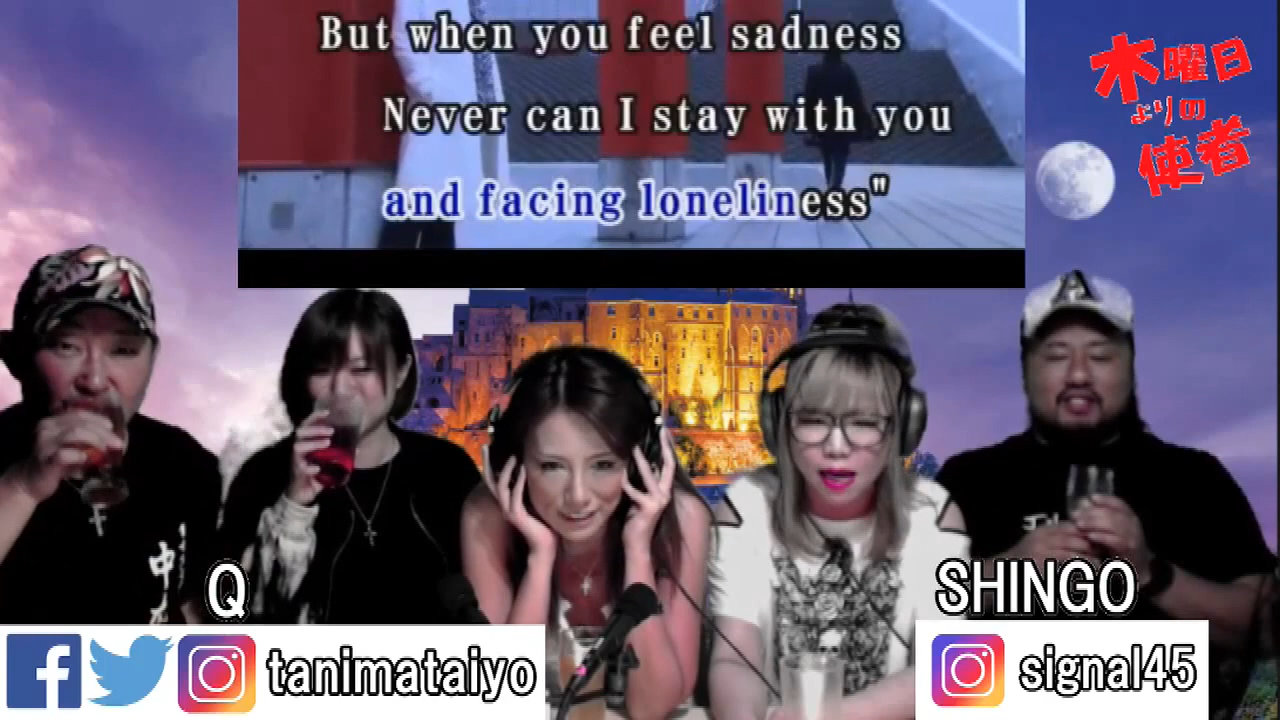 But when you feel sadness
Never can I stay with you
and facing loneliness"
木曜日
よりの
使者
A
中
Q
SHINGO
tanimataiyo
signal45